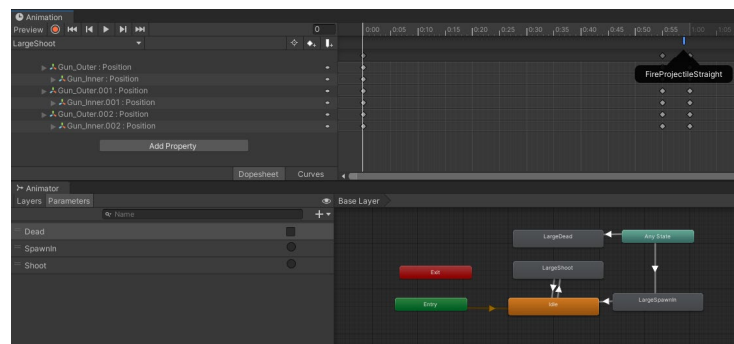 Animation
Preview 0 0:00 0:05 0:10 0:15 0:20 0:25 0:30 0:35 0:40 0:45 0:50 0:55 1:00 1:05
LargeShoot
FireProjectileStraight
Gun_Outer : Position
Gun_Inner : Position
Gun_Outer.001 : Position
Gun_Inner.001 : Position
Gun_Outer.002 : Position
Gun_Inner.002 : Position
Add Property
Dopesheet Curves
Animator
Layers Parameters Base Layer
Name
Dead
SpawnIn
Shoot
LargeDead Any State
Exit LargeShoot
Entry Idle LargeSpawnIn